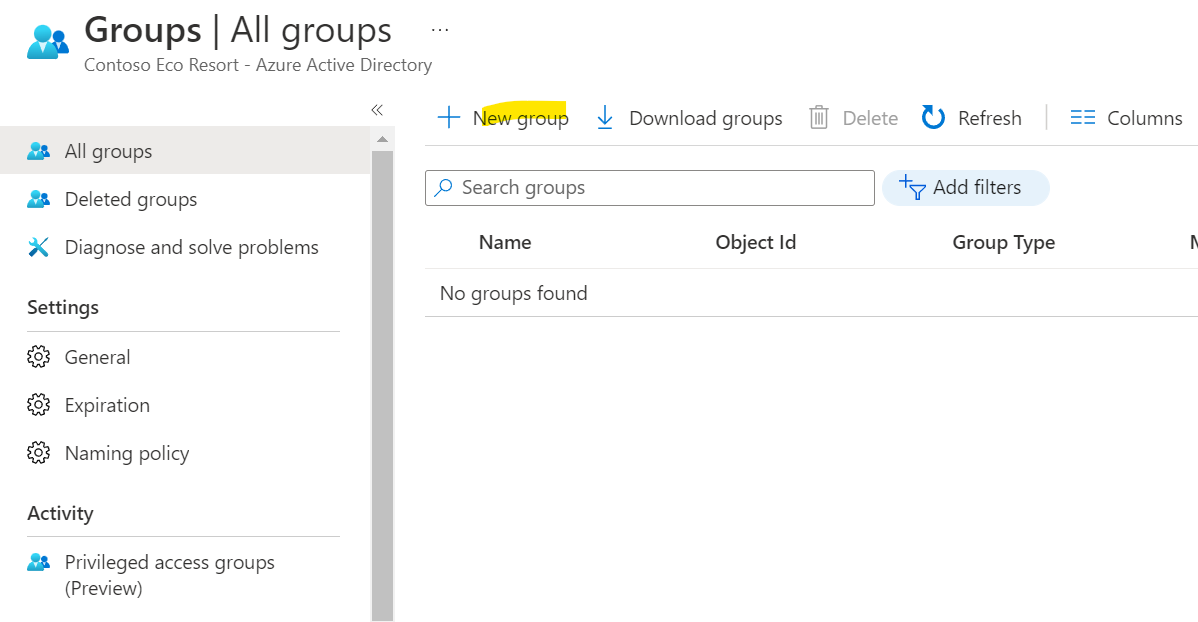 Groups | All groups ...
Contoso Eco Resort - Azure Active Directory
All groups
Deleted groups
Diagnose and solve problems
Settings
General
Expiration
Naming policy
Activity
Privileged access groups
(Preview)
New group Download groups Delete Refresh Columns
Search groups Add filters
Name Object Id Group Type M
No groups found